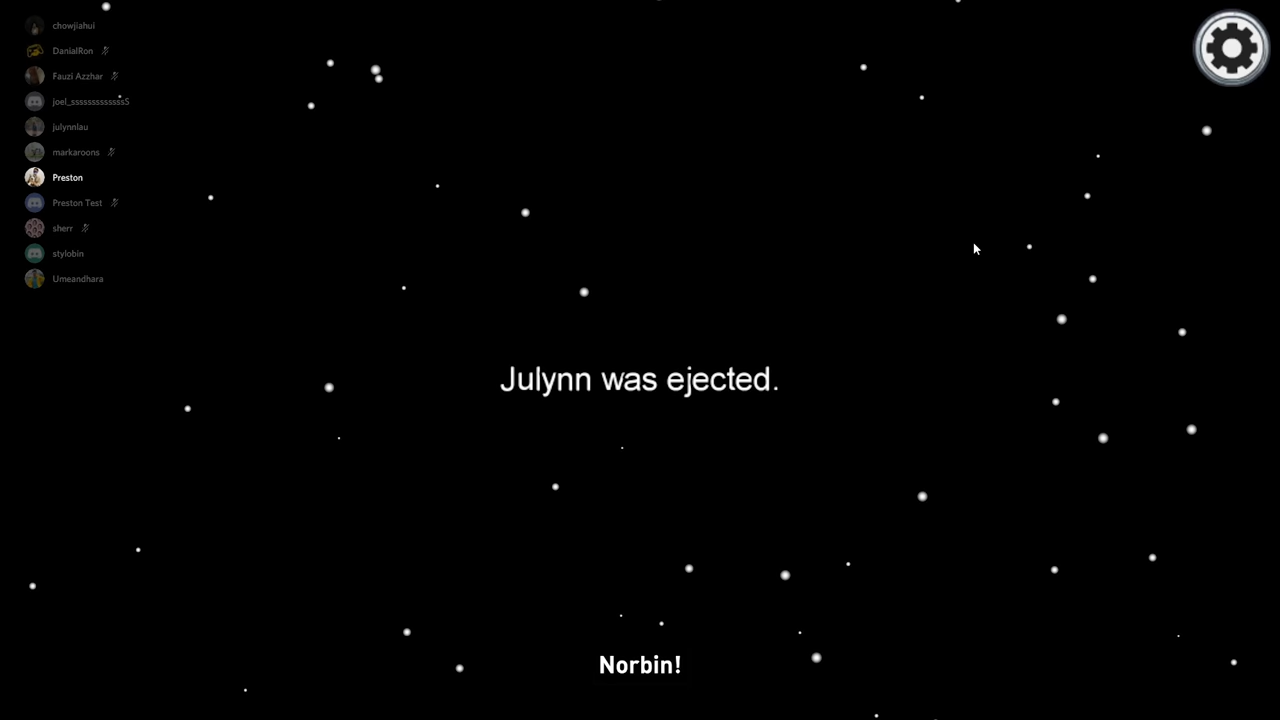 chowjiahui
DanialRon
Fauzi Azzhar
joel_sssssssssssssS
julynnlau
markaroons
Preston
Preston Test
sherr
stylobin
Umeandhara
Julynn was ejected.
Norbin!